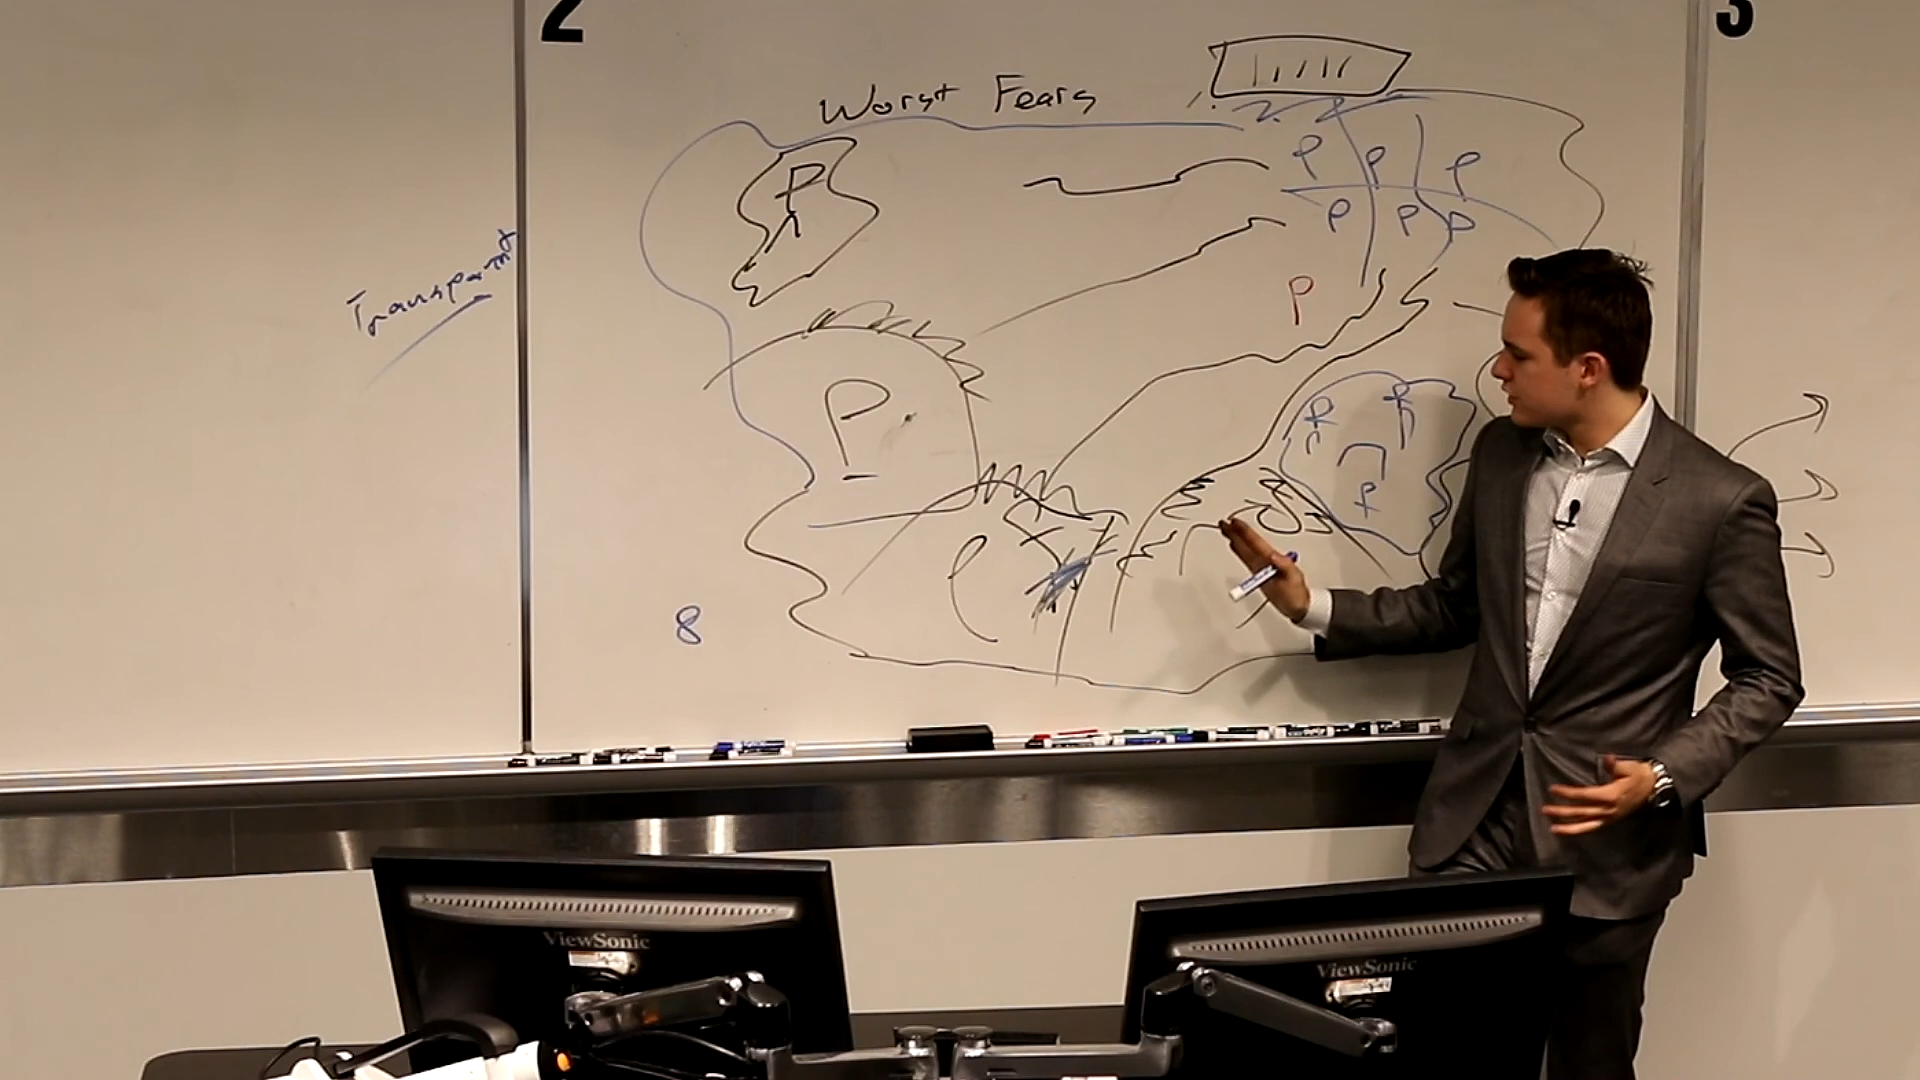 2
3
Worst Fears
P
P P P
P P P
Transparent
P
P
8
ViewSonic
ViewSonic